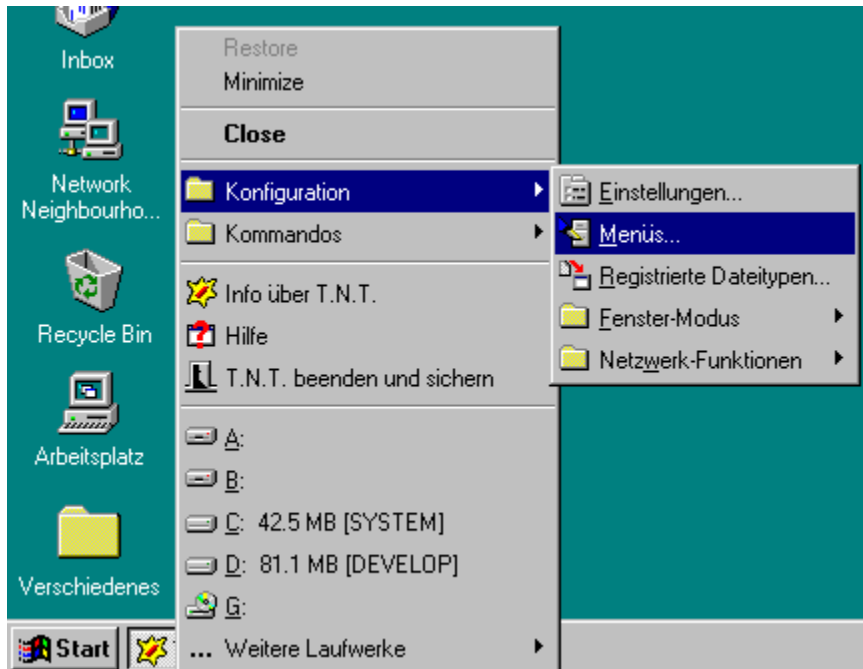 Inbox
Network
Neighbourho...
Recycle Bin
Arbeitsplatz
Verschiedenes
Restore
Minimize
Close
Konfiguration
Kommandos
Info über T.N.T.
Hilfe
T.N.T. beenden und sichern
A:
B:
C: 42.5 MB [SYSTEM]
D: 81.1 MB [DEVELOP]
G:
... Weitere Laufwerke
Einstellungen...
Menüs...
Registrierte Dateitypen...
Fenster-Modus
Netzwerk-Funktionen
Start